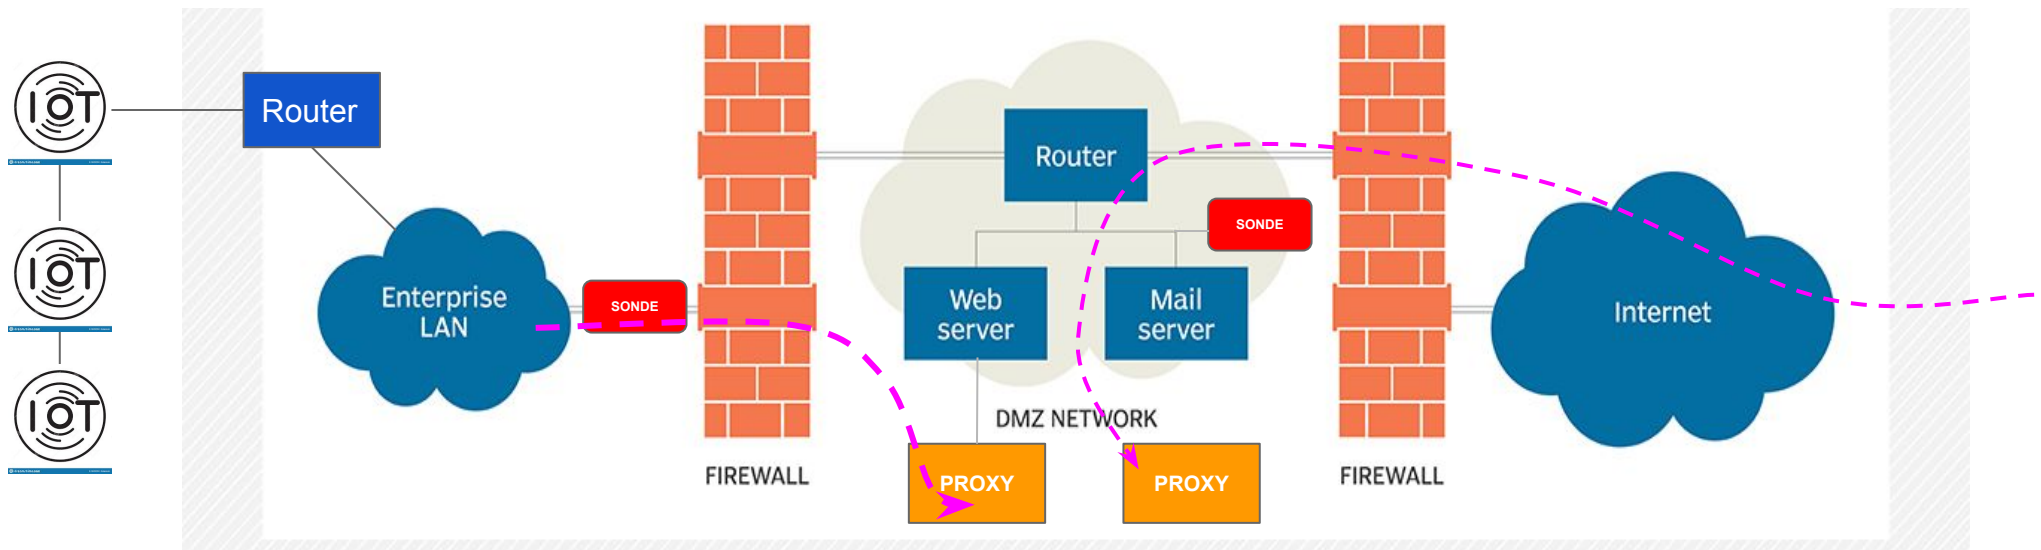 IoT
Router
IoT
IoT
Enterprise
LAN
SONDE
FIREWALL
Router
SONDE
Web
server
Mail
server
DMZ NETWORK
PROXY
PROXY
FIREWALL
Internet